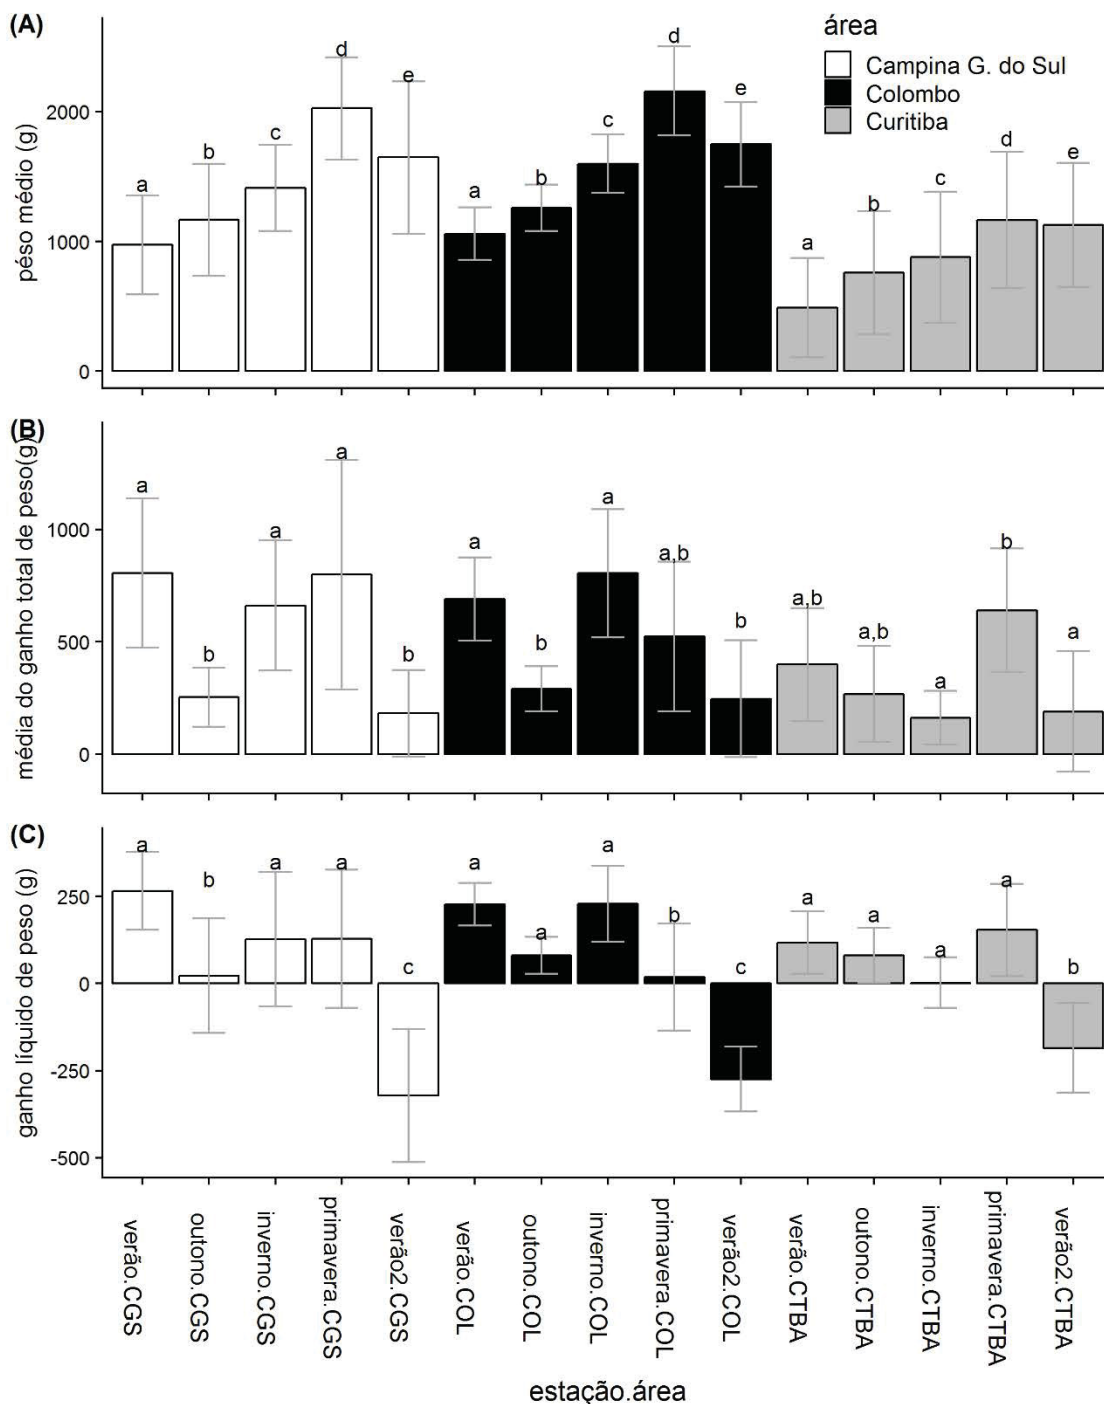 (A)
área
Campina G. do Sul
Colombo
Curitiba
péso médio (g)
2000
1000
0
a b c d e a b c d e a b c d e
(B)
média do ganho total de peso(g)
1000
500
0
a b a a b a b a a,b b a,b a,b a b a
(C)
ganho líquido de peso (g)
250
0
-250
-500
a b a a c a a a b c a a a a b
verão.CGS
outono.CGS
inverno.CGS
primavera.CGS
verão2.CGS
verão.COL
outono.COL
inverno.COL
primavera.COL
verão2.COL
verão.CTBA
outono.CTBA
inverno.CTBA
primavera.CTBA
verão2.CTBA
estação.área